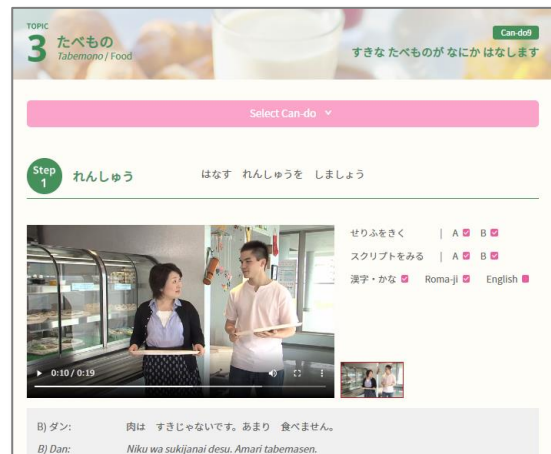 TOPIC
3 たべもの
Tabemono / Food
Can-do9
すきな たべものが なにか はなします
Select Can-do
Step
1
れんしゅう
はなす れんしゅうを しましょう
せりふをきく | A B
スクリプトをみる | A B
漢字・かな Roma-ji English
0:10 / 0:19
B) ダン: 肉は すきじゃないです。あまり 食べません。
B) Dan: Niku wa sukijanai desu. Amari tabemasen.